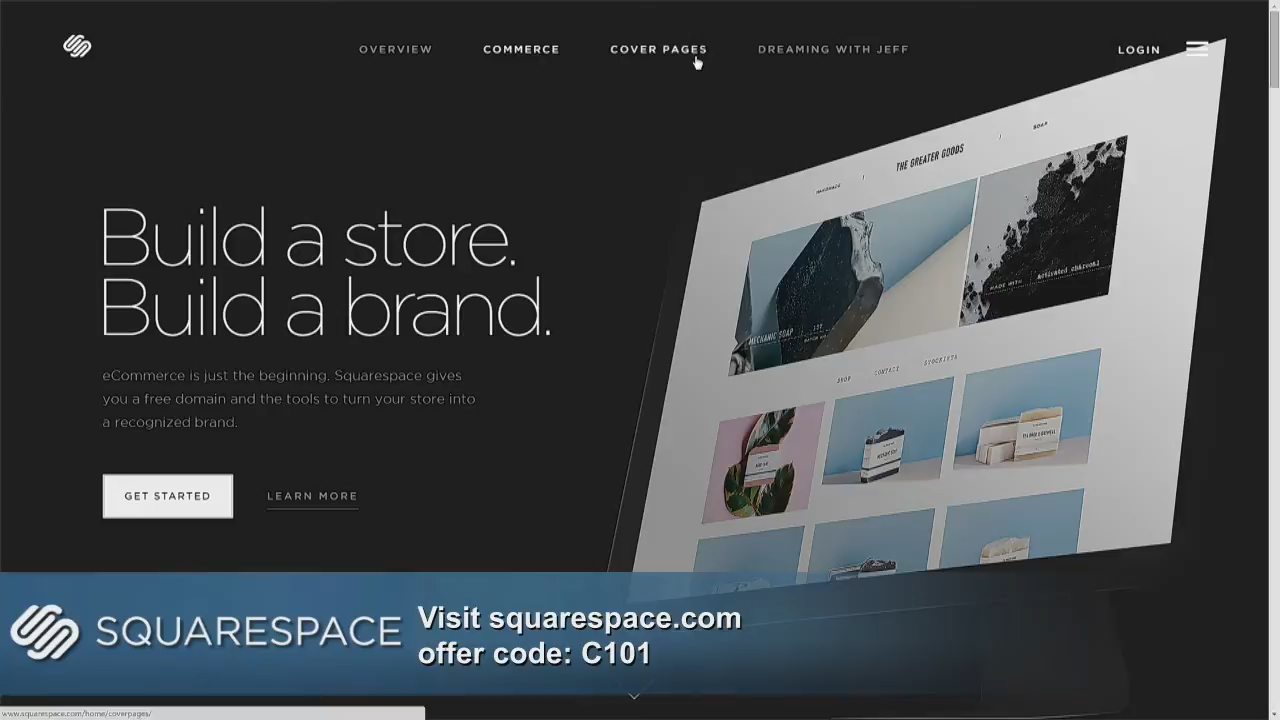 OVERVIEW COMMERCE COVER PAGES DREAMING WITH JEFF LOGIN
SOAP
THE GREATER GOODS
HANDMADE
Build a store.
Build a brand.
MECHANIC SOAP
MADE WITH Activated charcoal
eCommerce is just the beginning. Squarespace gives
you a free domain and the tools to turn your store into
a recognized brand.
SHOP CONTACT STOCKISTS
GET STARTED LEARN MORE
SQUARESPACE
Visit squarespace.com
offer code: C101
www.squarespace.com/home/coverpages/